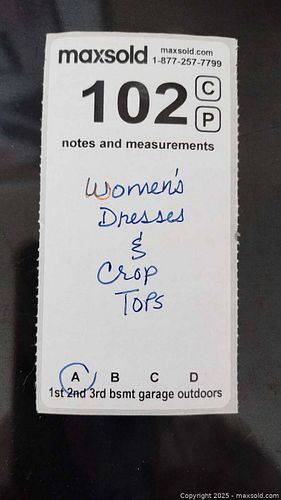 maxsold maxsold.com
1-877-257-7799
102 C
P
notes and measurements
Women's
Dresses
&
Crop
Tops
A B C D
1st 2nd 3rd bsmt garage outdoors
Copyright © 2025 - maxsold.com